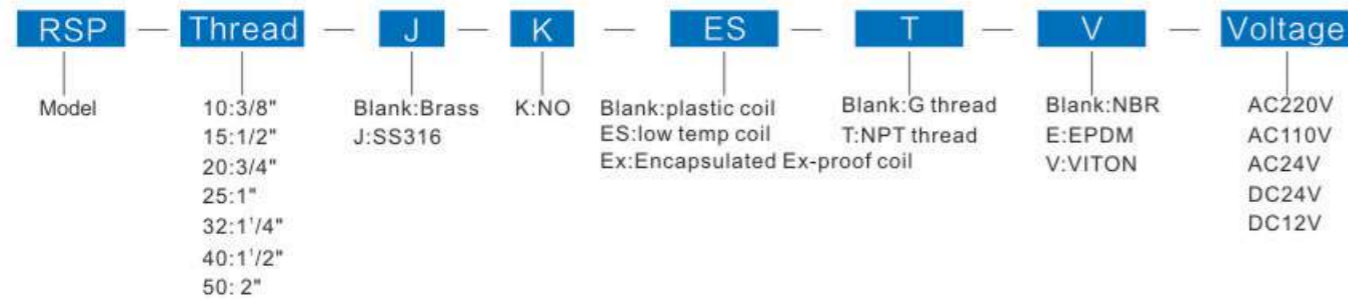 RSP — Thread — J — K — ES — T — V — Voltage
Model 10:3/8" Blank:Brass K:NO Blank:plastic coil Blank:G thread Blank:NBR AC220V
15:1/2" J:SS316 ES:low temp coil T:NPT thread E:EPDM AC110V
20:3/4" Ex:Encapsulated Ex-proof coil V:VITON AC24V
25:1" DC24V
32:1¹/4" DC12V
40:1¹/2"
50: 2"